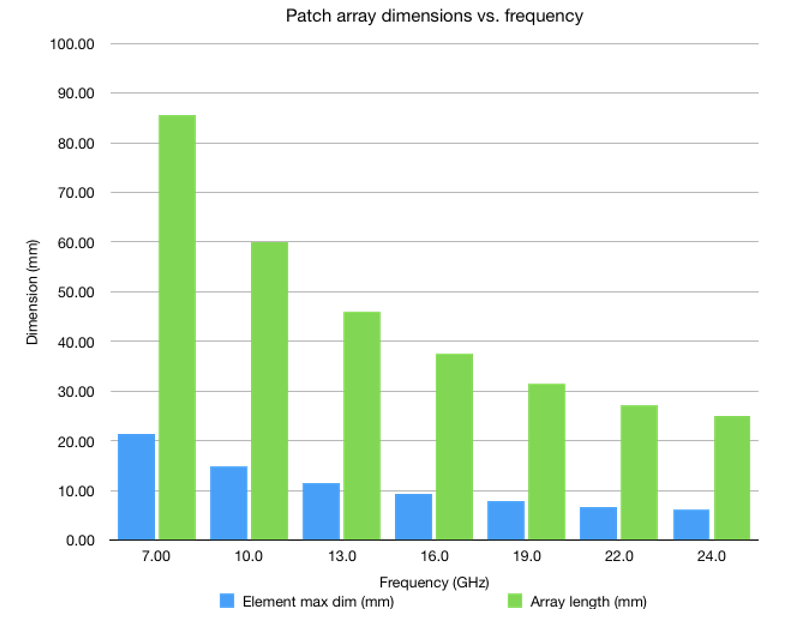 Patch array dimensions vs. frequency
100.00
90.00
80.00
70.00
60.00
50.00
40.00
30.00
20.00
10.00
0.00
Dimension (mm)
7.00 10.0 13.0 16.0 19.0 22.0 24.0
Frequency (GHz)
Element max dim (mm) Array length (mm)